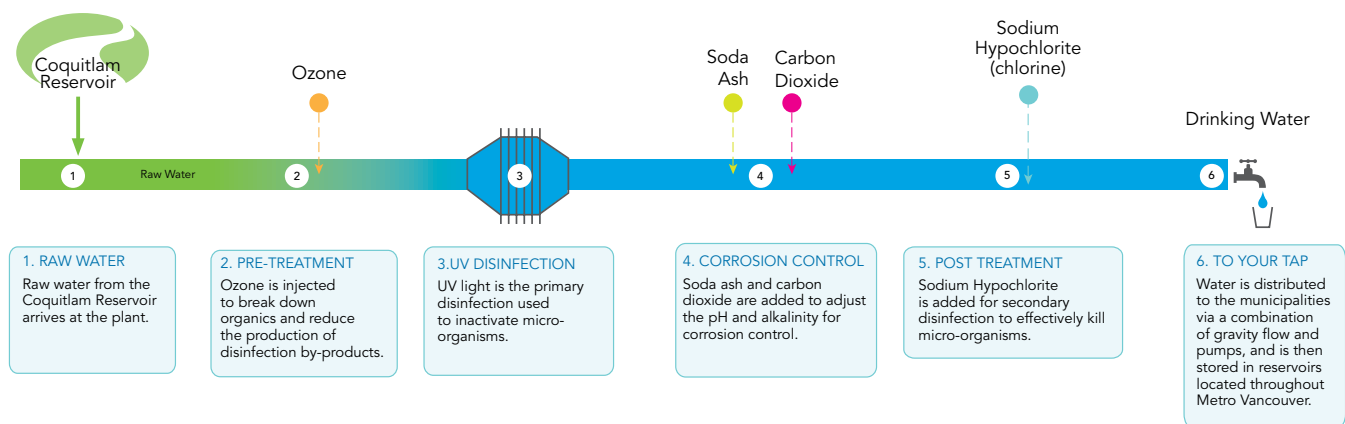 Coquitlam
Reservoir
Ozone
Soda
Ash
Carbon
Dioxide
Sodium
Hypochlorite
(chlorine)
Drinking Water
1
Raw Water
2
3
4
5
6
1. RAW WATER
Raw water from the
Coquitlam Reservoir
arrives at the plant.
2. PRE-TREATMENT
Ozone is injected
to break down
organics and reduce
the production of
disinfection by-products.
3.UV DISINFECTION
UV light is the primary
disinfection used
to inactivate micro-
organisms.
4. CORROSION CONTROL
Soda ash and carbon
dioxide are added to adjust
the pH and alkalinity for
corrosion control.
5. POST TREATMENT
Sodium Hypochlorite
is added for secondary
disinfection to effectively kill
micro-organisms.
6. TO YOUR TAP
Water is distributed
to the municipalities
via a combination
of gravity flow and
pumps, and is then
stored in reservoirs
located throughout
Metro Vancouver.